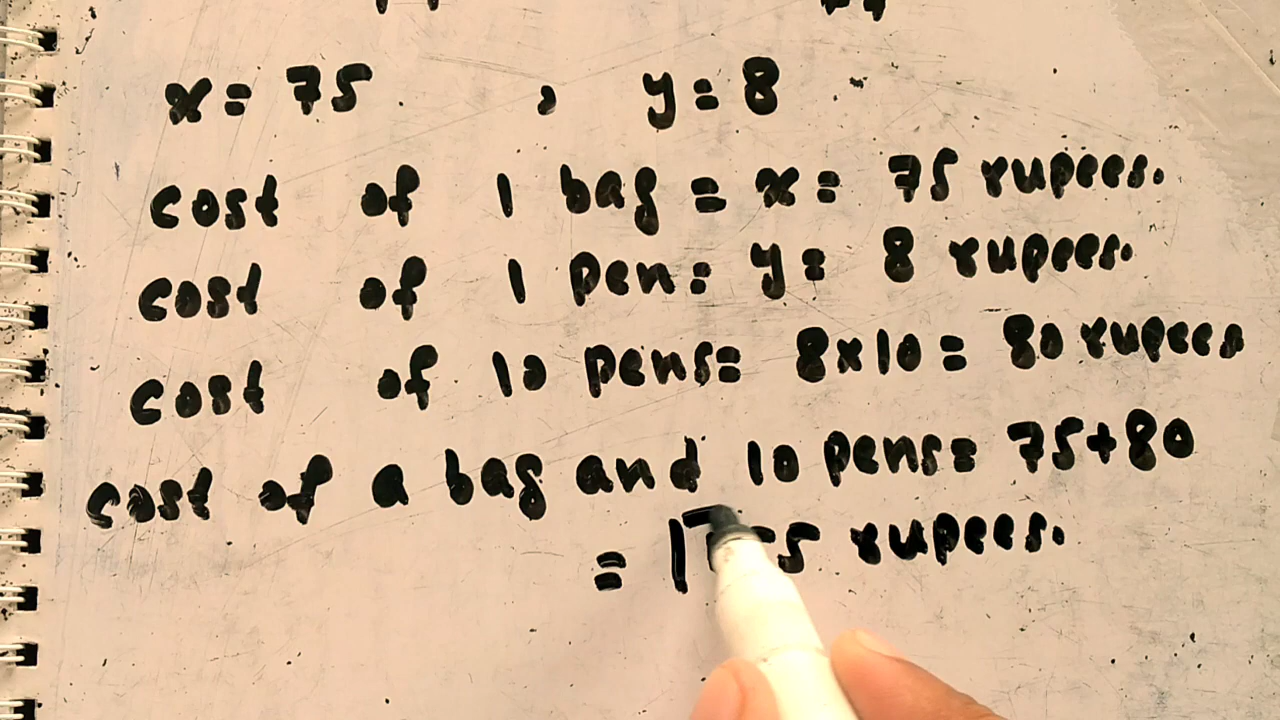 x = 75 , y = 8
cost of 1 bag = x = 75 rupees.
cost of 1 pen = y = 8 rupees.
cost of 10 pens = 8x10 = 80 rupees
cost of a bag and 10 pens = 75+80
= rupees.